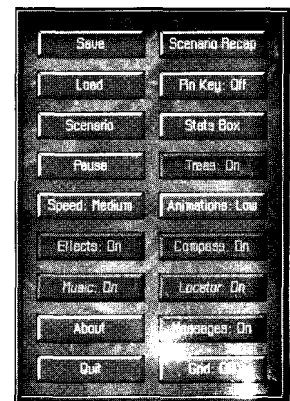 Save
Scenario Recap
Load
Pin Key: Off
Scenario
Stats Box
Pause
Trees: On
Speed: Medium
Animations: Low
Effects: On
Compass: On
Music: On
Locator: On
About
Messages: On
Quit
Grid: